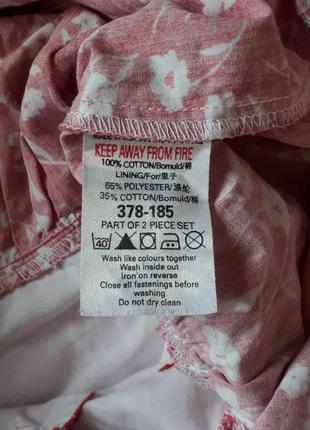 MADE IN
KEEP AWAY FROM FIRE
100% COTTON/Bomuld/棉
LINING/For/里子
65% POLYESTER/涤纶
35% COTTON/Bomuld/棉
378-185
PART OF 2 PIECE SET
40
Wash like colours together
Wash inside out
iron on reverse
Close all fastenings before
washing
Do not dry clean